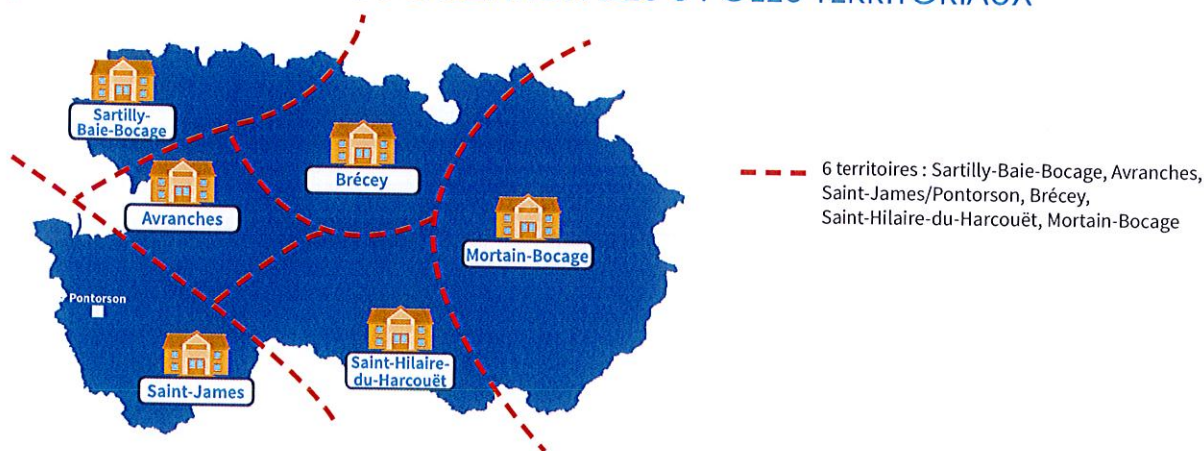 TERRITORIAUX
Sartilly-
Baie-Bocage
Brécey
Avranches
Mortain-Bocage
Pontorson
Saint-Hilaire-
du-Harcouët
Saint-James
6 territoires : Sartilly-Baie-Bocage, Avranches,
Saint-James/Pontorson, Brécey,
Saint-Hilaire-du-Harcouët, Mortain-Bocage